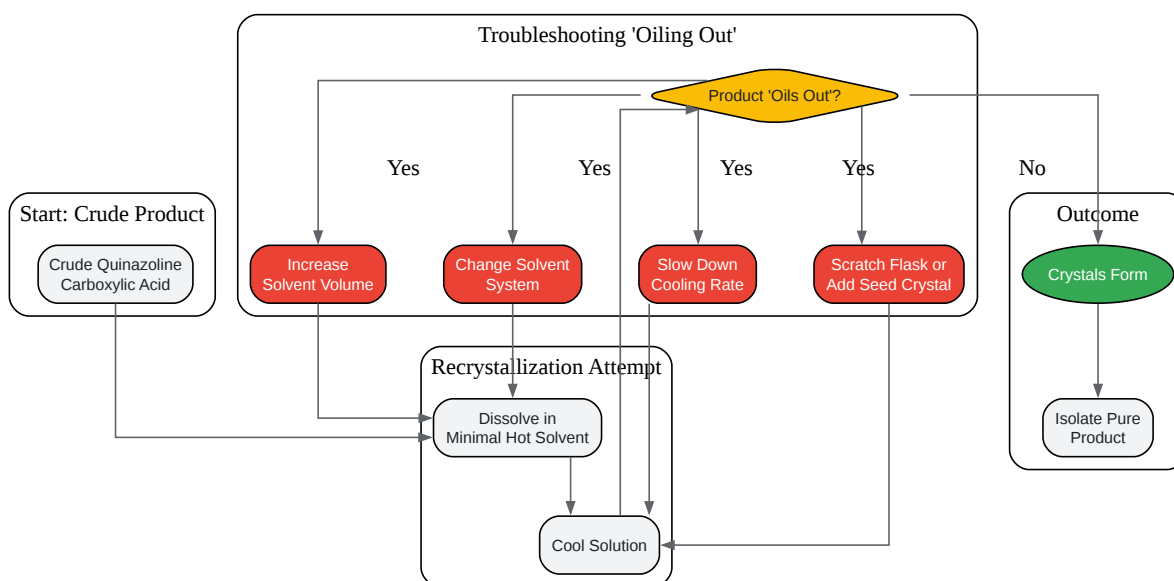 Troubleshooting 'Oiling Out'
Product 'Oils Out'?
Yes
Yes
Yes
Yes
No
Start: Crude Product
Crude Quinazoline
Carboxylic Acid
Increase
Solvent Volume
Change Solvent
System
Slow Down
Cooling Rate
Scratch Flask or
Add Seed Crystal
Outcome
Crystals Form
Recrystallization Attempt
Dissolve in
Minimal Hot Solvent
Isolate Pure
Product
Cool Solution